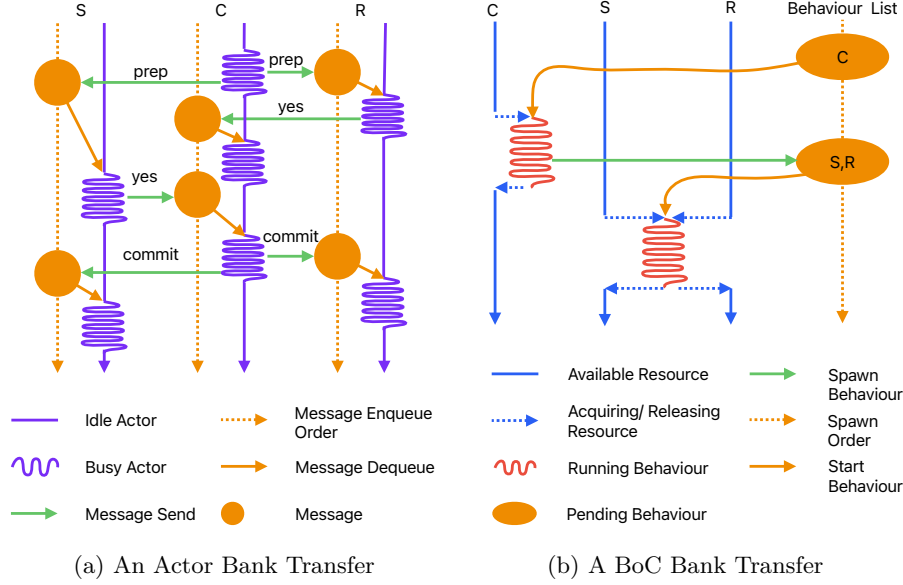 S
C
R
prep
prep
yes
yes
commit
commit
Idle Actor
Busy Actor
Message Send
Message Enqueue
Order
Message Dequeue
Message
(a) An Actor Bank Transfer
C
S
R
Behaviour List
C
S,R
Available Resource
Acquiring/ Releasing
Resource
Running Behaviour
Pending Behaviour
Spawn
Behaviour
Spawn
Order
Start
Behaviour
(b) A BoC Bank Transfer